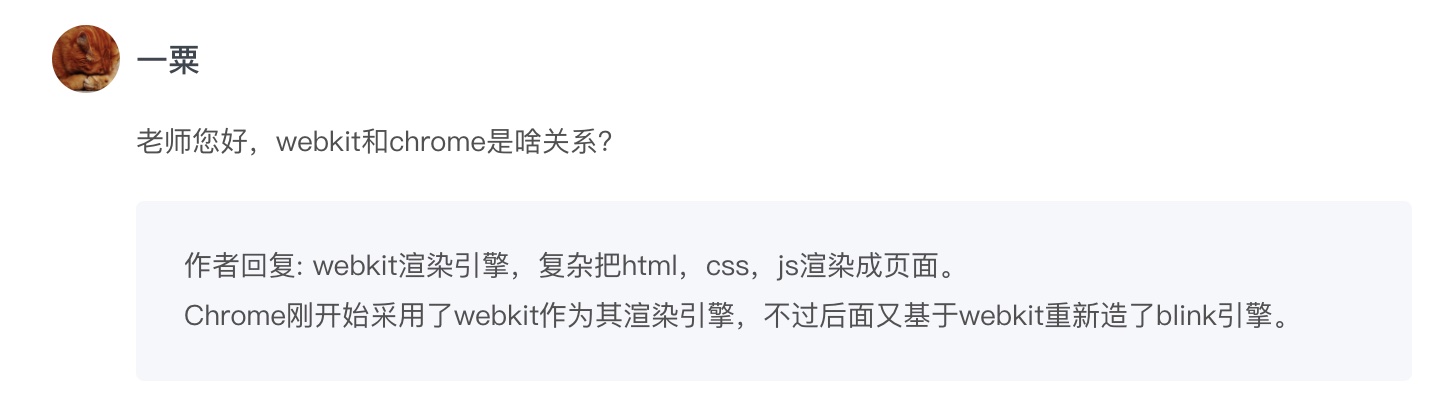 一粟
老师您好，webkit和chrome是啥关系？
作者回复: webkit渲染引擎，复杂把html，css，js渲染成页面。
Chrome刚开始采用了webkit作为其渲染引擎，不过后面又基于webkit重新造了blink引擎。